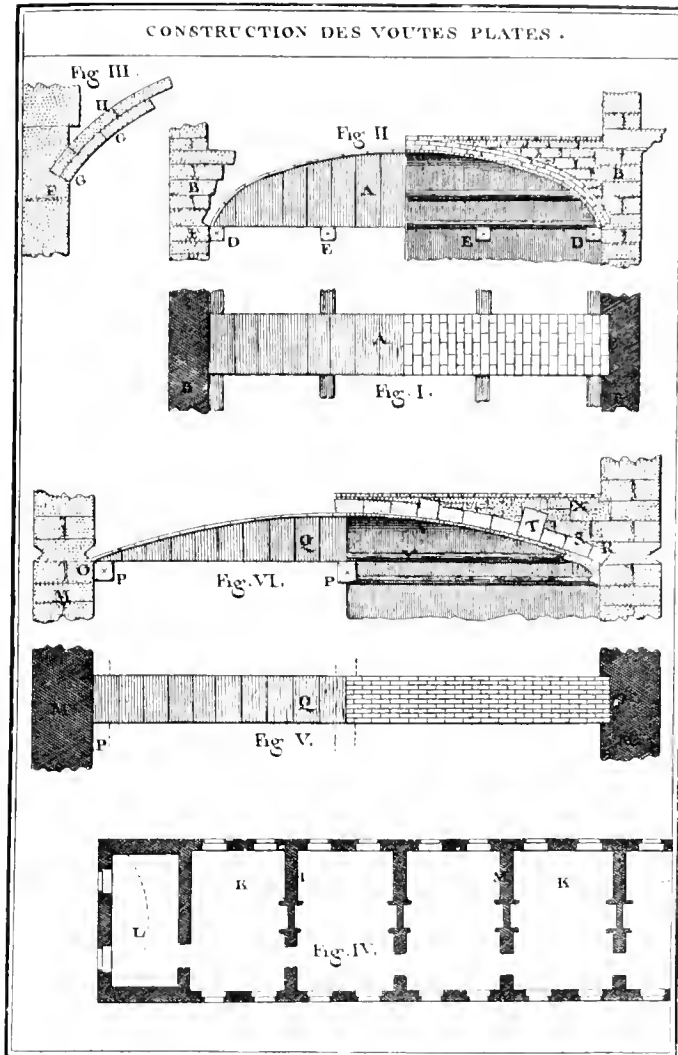 CONSTRUCTION DES VOUTES PLATES.
Fig III.
H
G
F G
Fig II
B
A
B
D
E
E
D
A
B
Fig. I.
X
T
S
R
Q
O
P
Fig. VI.
P
M
Q
P
Fig V.
K
M
K
L
Fig. IV.